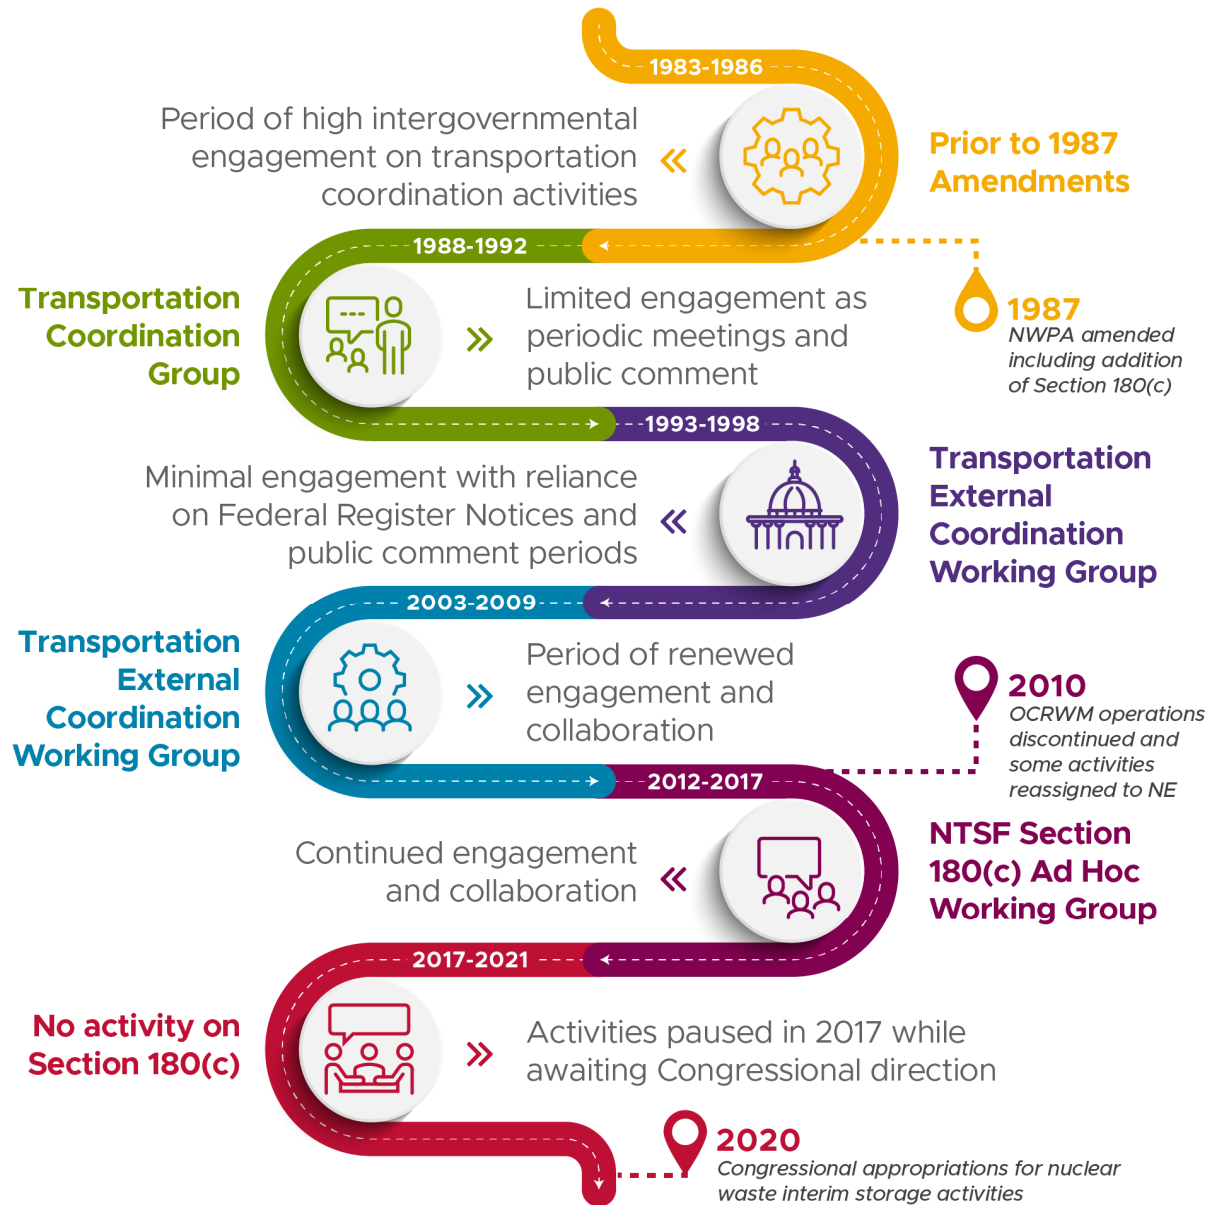 1983-1986
Period of high intergovernmental
engagement on transportation
coordination activities
Prior to 1987
Amendments
1987
NWPA amended
including addition
of Section 180(c)
1988-1992
Transportation
Coordination
Group
Limited engagement as
periodic meetings and
public comment
1993-1998
Minimal engagement with reliance
on Federal Register Notices and
public comment periods
Transportation
External
Coordination
Working Group
2003-2009
Transportation
External
Coordination
Working Group
Period of renewed
engagement and
collaboration
2010
OCRWM operations
discontinued and
some activities
reassigned to NE
2012-2017
Continued engagement
and collaboration
NTSF Section
180(c) Ad Hoc
Working Group
2017-2021
No activity on
Section 180(c)
Activities paused in 2017 while
awaiting Congressional direction
2020
Congressional appropriations for nuclear
waste interim storage activities